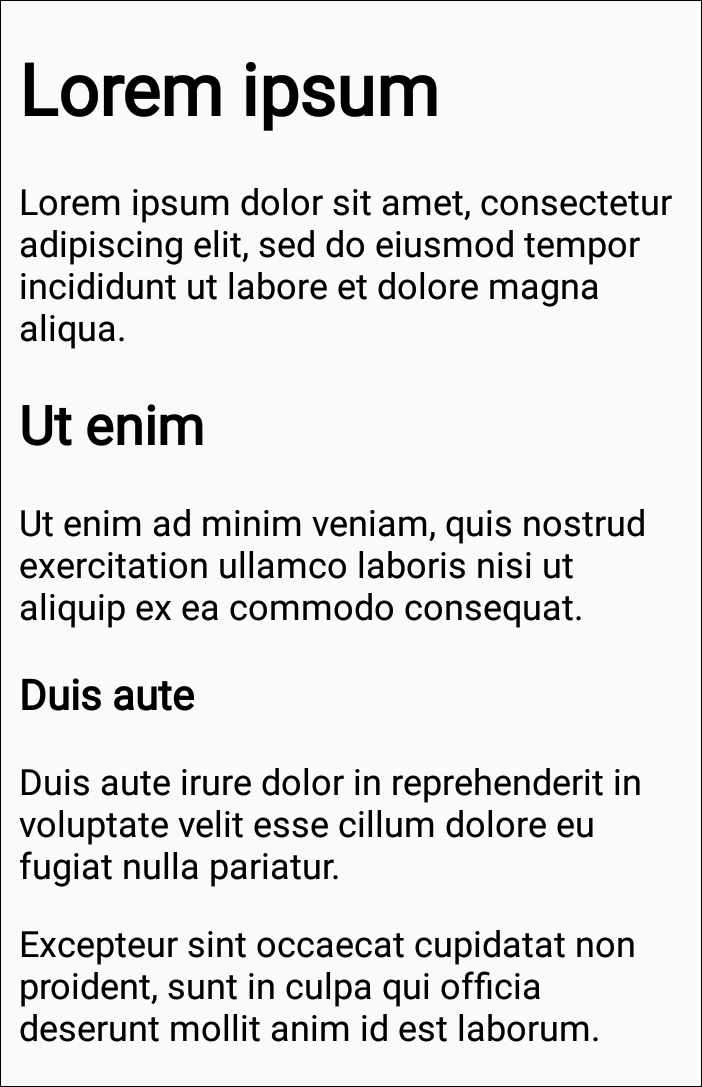 Lorem ipsum
Lorem ipsum dolor sit amet, consectetur
adipiscing elit, sed do eiusmod tempor
incididunt ut labore et dolore magna
aliqua.
Ut enim
Ut enim ad minim veniam, quis nostrud
exercitation ullamco laboris nisi ut
aliquip ex ea commodo consequat.
Duis aute
Duis aute irure dolor in reprehenderit in
voluptate velit esse cillum dolore eu
fugiat nulla pariatur.
Excepteur sint occaecat cupidatat non
proident, sunt in culpa qui officia
deserunt mollit anim id est laborum.